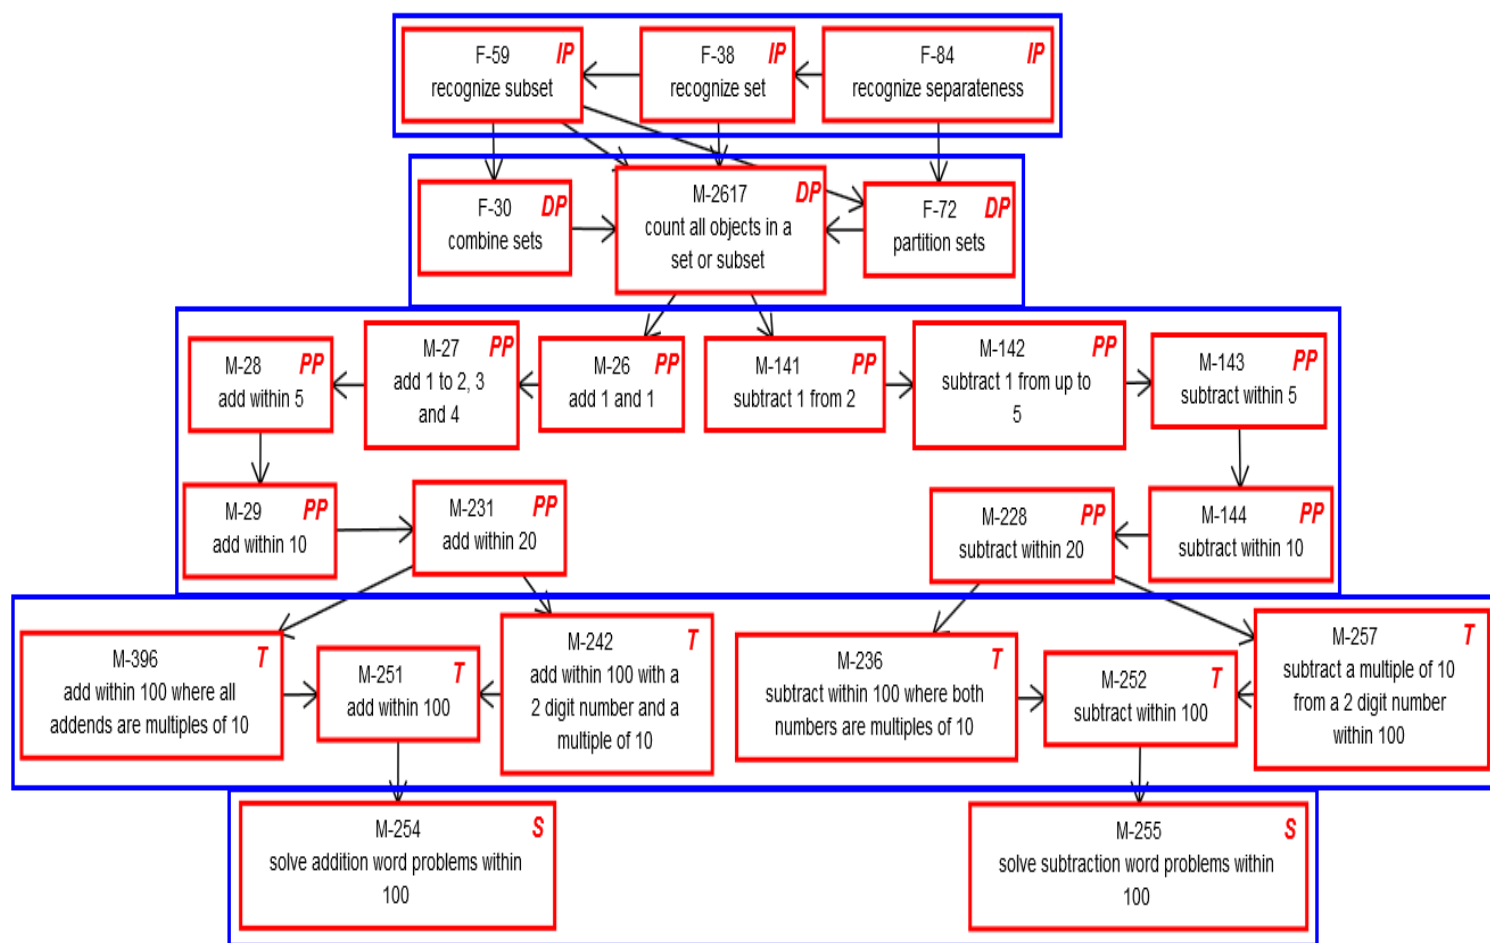 F-59 IP
recognize subset
F-38 IP
recognize set
F-84 IP
recognize separateness
F-30 DP
combine sets
M-2617 DP
count all objects in a
set or subset
F-72 DP
partition sets
M-28 PP
add within 5
M-27 PP
add 1 to 2, 3
and 4
M-26 PP
add 1 and 1
M-141 PP
subtract 1 from 2
M-142 PP
subtract 1 from up to
5
M-143 PP
subtract within 5
M-29 PP
add within 10
M-231 PP
add within 20
M-228 PP
subtract within 20
M-144 PP
subtract within 10
M-396 T
add within 100 where all
addends are multiples of 10
M-251 T
add within 100
M-242 T
add within 100 with a
2 digit number and a
multiple of 10
M-236 T
subtract within 100 where both
numbers are multiples of 10
M-252 T
subtract within 100
M-257 T
subtract a multiple of 10
from a 2 digit number
within 100
M-254 S
solve addition word problems within
100
M-255 S
solve subtraction word problems within
100